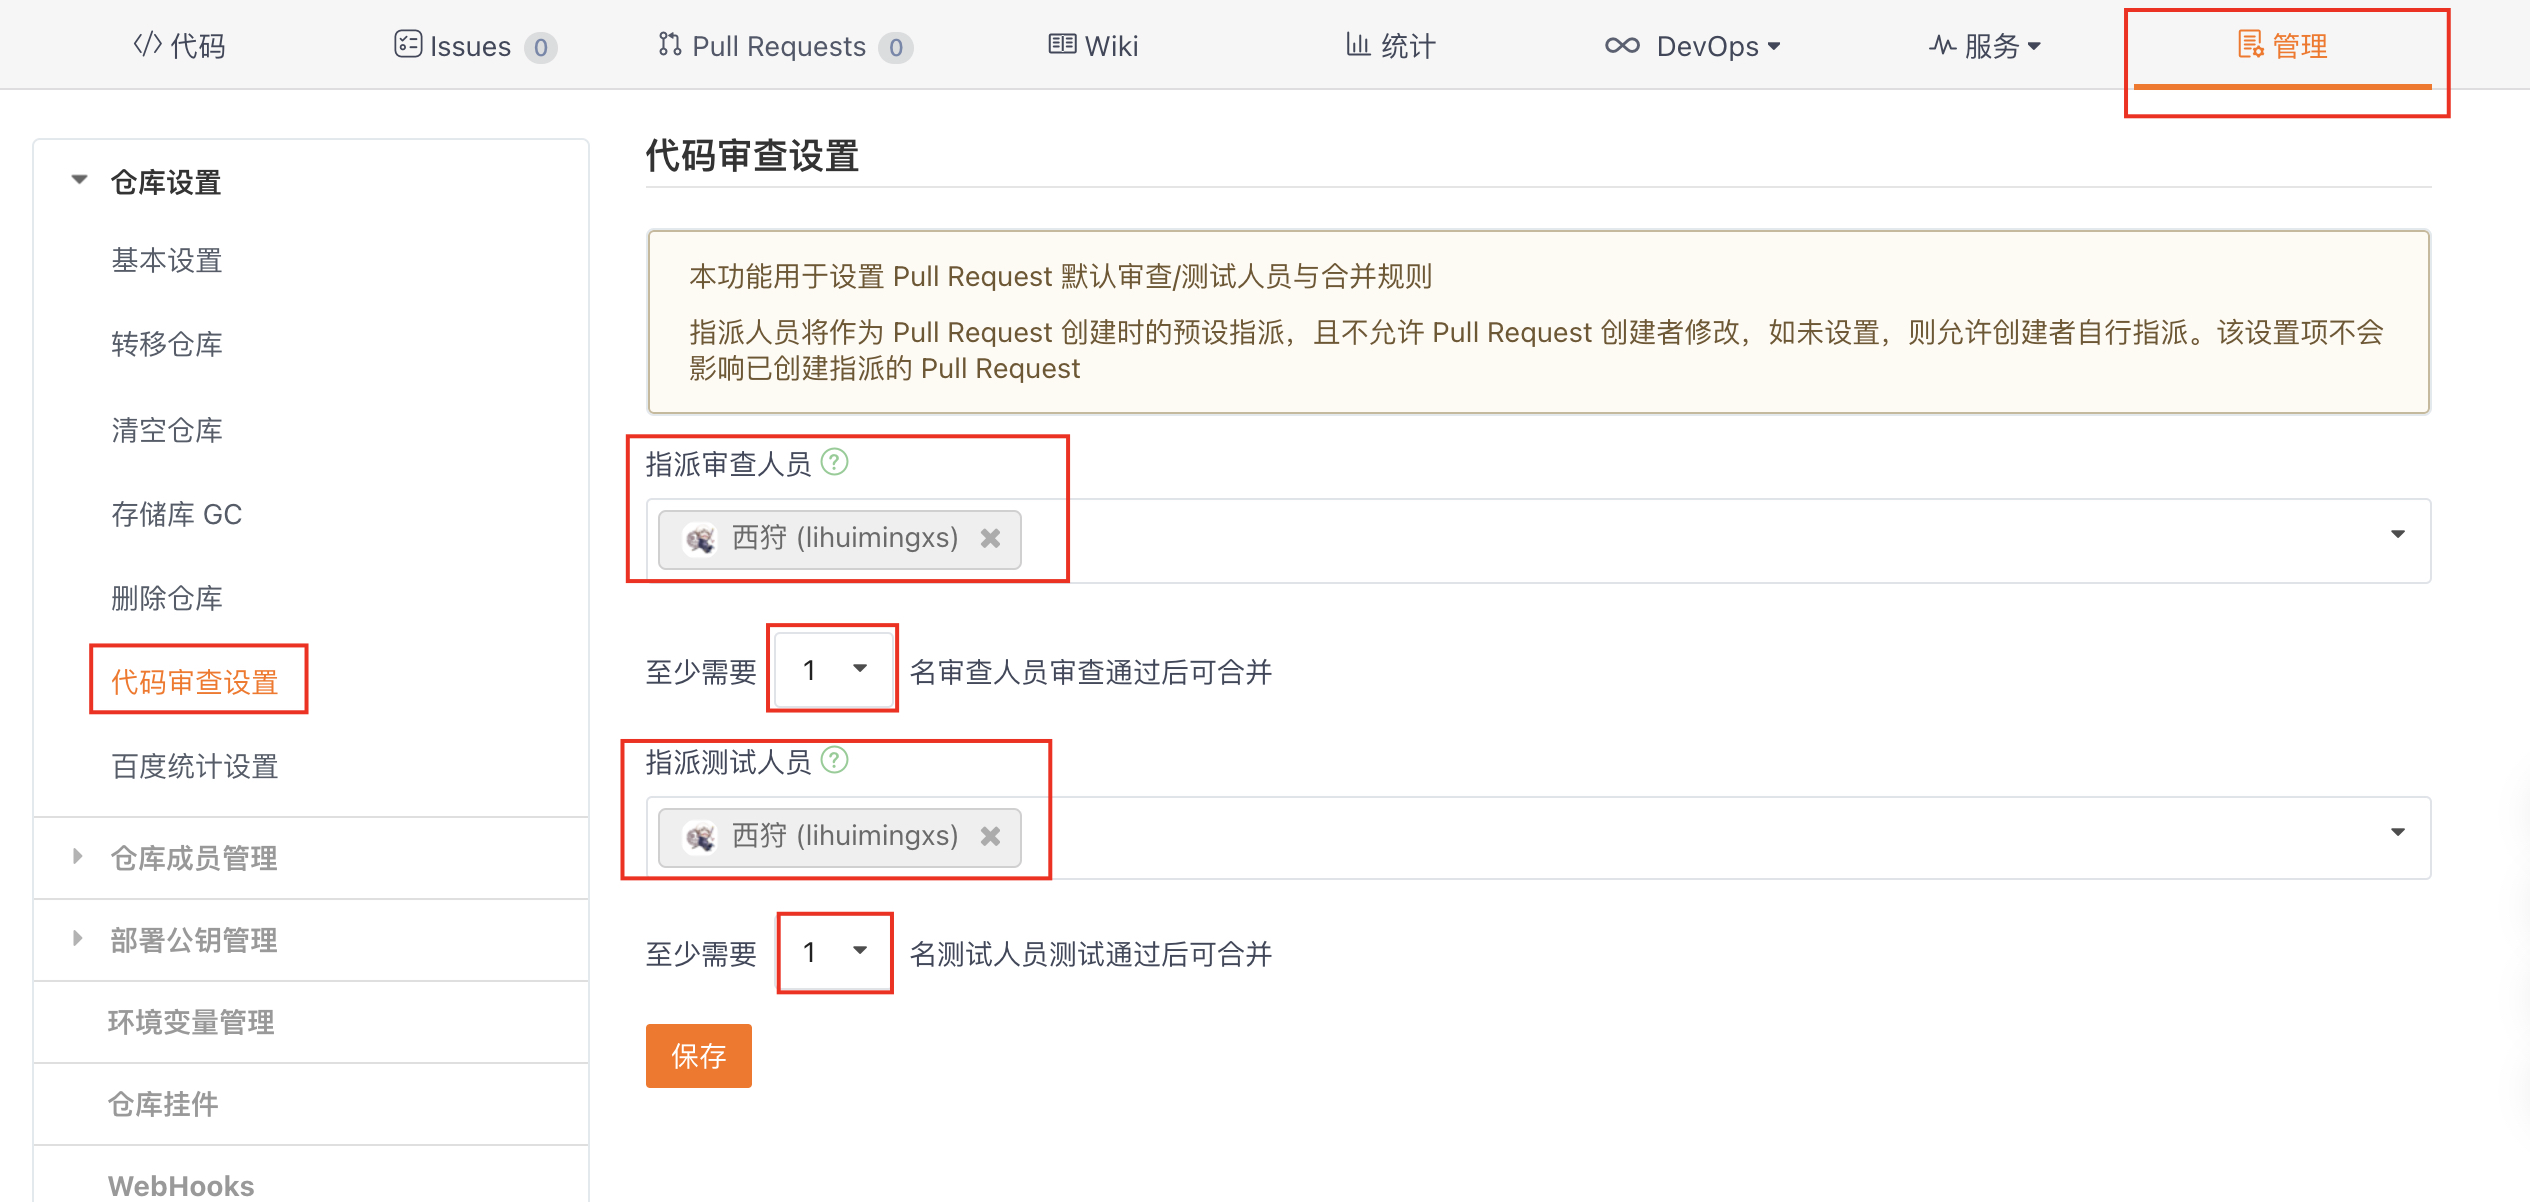 代码
Issues 0
Pull Requests 0
Wiki
统计
DevOps
服务
管理
仓库设置
基本设置
转移仓库
清空仓库
存储库 GC
删除仓库
代码审查设置
百度统计设置
仓库成员管理
部署公钥管理
环境变量管理
仓库挂件
WebHooks
代码审查设置
本功能用于设置 Pull Request 默认审查/测试人员与合并规则
指派人员将作为 Pull Request 创建时的预设指派，且不允许 Pull Request 创建者修改，如未设置，则允许创建者自行指派。该设置项不会
影响已创建指派的 Pull Request
指派审查人员 ?
西狩 (lihuimingxs)
至少需要 1 名审查人员审查通过后可合并
指派测试人员 ?
西狩 (lihuimingxs)
至少需要 1 名测试人员测试通过后可合并
保存